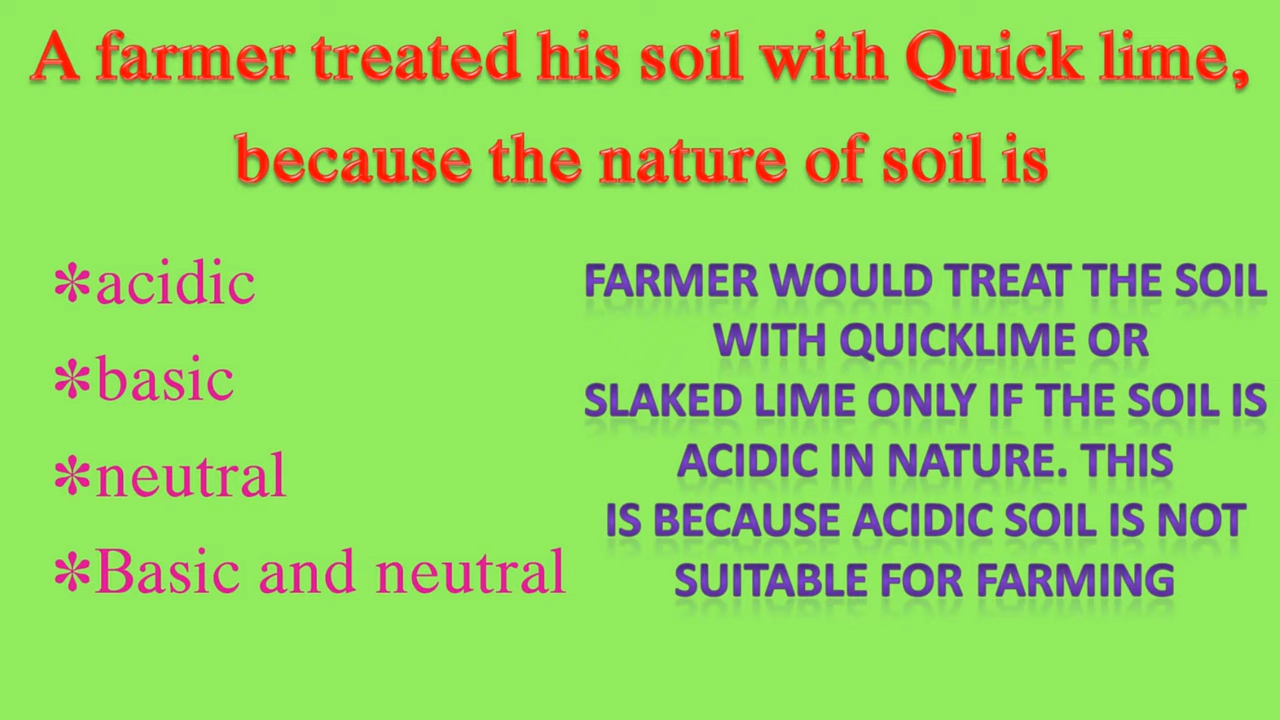 A farmer treated his soil with Quick lime,
because the nature of soil is
*acidic
*basic
*neutral
*Basic and neutral
FARMER WOULD TREAT THE SOIL
WITH QUICKLIME OR
SLAKED LIME ONLY IF THE SOIL IS
ACIDIC IN NATURE. THIS
IS BECAUSE ACIDIC SOIL IS NOT
SUITABLE FOR FARMING